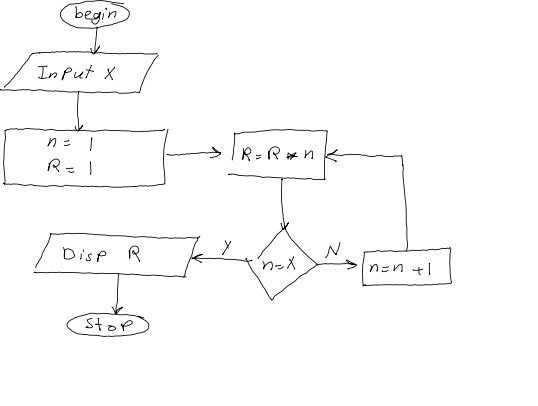 begin
Input X
n = 1
R = 1
R = R * n
n = X
Y
N
n = n + 1
Disp R
Stop